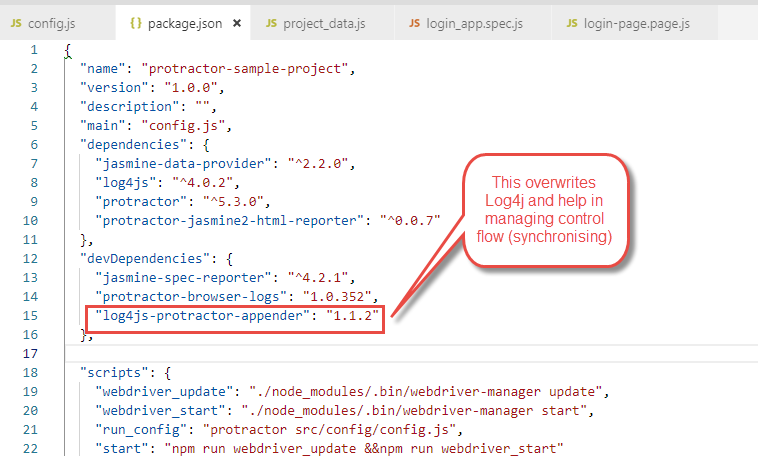 JS config.js {} package.json × JS project_data.js JS login_app.spec.js JS login-page.page.js
1 {
2 "name": "protractor-sample-project",
3 "version": "1.0.0",
4 "description": "",
5 "main": "config.js",
6 "dependencies": {
7 "jasmine-data-provider": "^2.2.0",
8 "log4js": "^4.0.2",
9 "protractor": "^5.3.0",
10 "protractor-jasmine2-html-reporter": "^0.0.7"
11 },
12 "devDependencies": {
13 "jasmine-spec-reporter": "^4.2.1",
14 "protractor-browser-logs": "1.0.352",
15 "log4js-protractor-appender": "1.1.2"
16 },
17
18 "scripts": {
19 "webdriver_update": "./node_modules/.bin/webdriver-manager update",
20 "webdriver_start": "./node_modules/.bin/webdriver-manager start",
21 "run_config": "protractor src/config/config.js",
22 "start": "npm run webdriver_update &&npm run webdriver_start"
This overwrites
Log4j and help in
managing control
flow (synchronising)